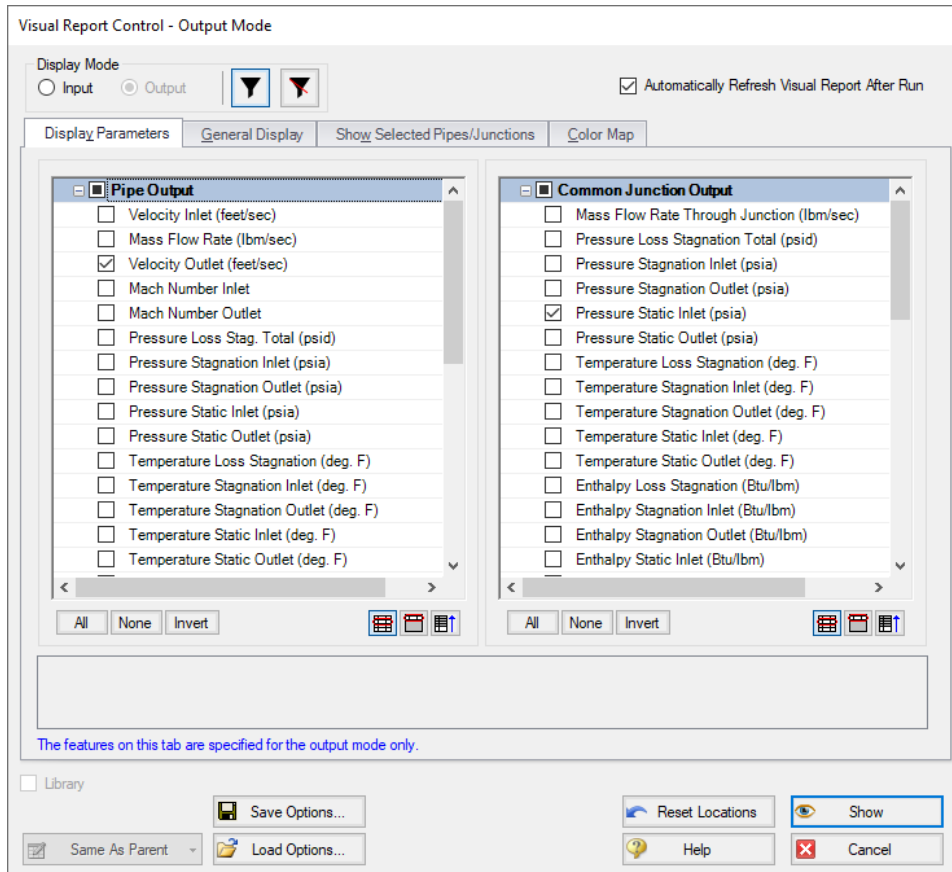 Visual Report Control - Output Mode
Display Mode
Input
Output
Automatically Refresh Visual Report After Run
Display Parameters
General Display
Show Selected Pipes/Junctions
Color Map
Pipe Output
Velocity Inlet (feet/sec)
Mass Flow Rate (lbm/sec)
Velocity Outlet (feet/sec)
Mach Number Inlet
Mach Number Outlet
Pressure Loss Stag. Total (psid)
Pressure Stagnation Inlet (psia)
Pressure Stagnation Outlet (psia)
Pressure Static Inlet (psia)
Pressure Static Outlet (psia)
Temperature Loss Stagnation (deg. F)
Temperature Stagnation Inlet (deg. F)
Temperature Stagnation Outlet (deg. F)
Temperature Static Inlet (deg. F)
Temperature Static Outlet (deg. F)
All
None
Invert
Common Junction Output
Mass Flow Rate Through Junction (lbm/sec)
Pressure Loss Stagnation Total (psid)
Pressure Stagnation Inlet (psia)
Pressure Stagnation Outlet (psia)
Pressure Static Inlet (psia)
Pressure Static Outlet (psia)
Temperature Loss Stagnation (deg. F)
Temperature Stagnation Inlet (deg. F)
Temperature Stagnation Outlet (deg. F)
Temperature Static Inlet (deg. F)
Temperature Static Outlet (deg. F)
Enthalpy Loss Stagnation (Btu/lbm)
Enthalpy Stagnation Inlet (Btu/lbm)
Enthalpy Stagnation Outlet (Btu/lbm)
Enthalpy Static Inlet (Btu/lbm)
All
None
Invert
The features on this tab are specified for the output mode only.
Library
Save Options...
Reset Locations
Show
Same As Parent
Load Options...
Help
Cancel